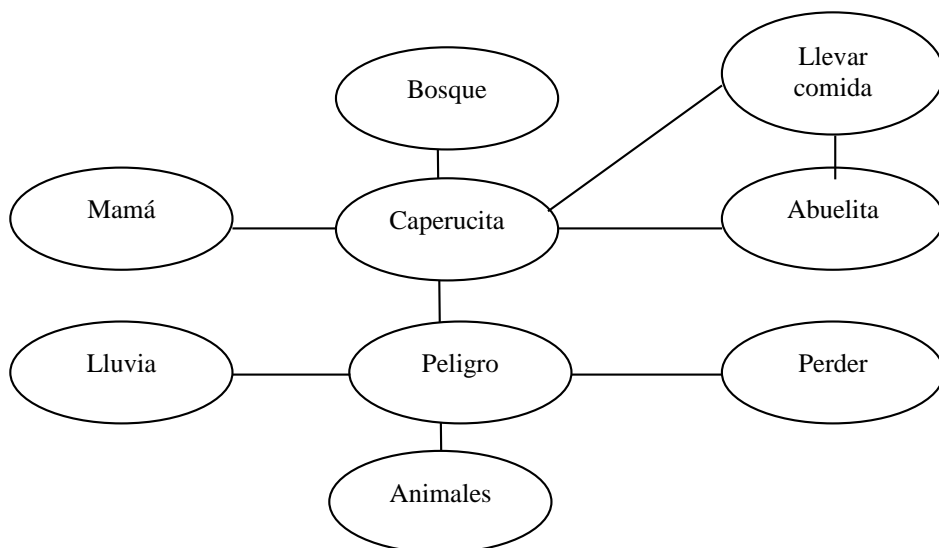 Llevar
comida
Bosque
Mamá
Caperucita
Abuelita
Lluvia
Peligro
Perder
Animales